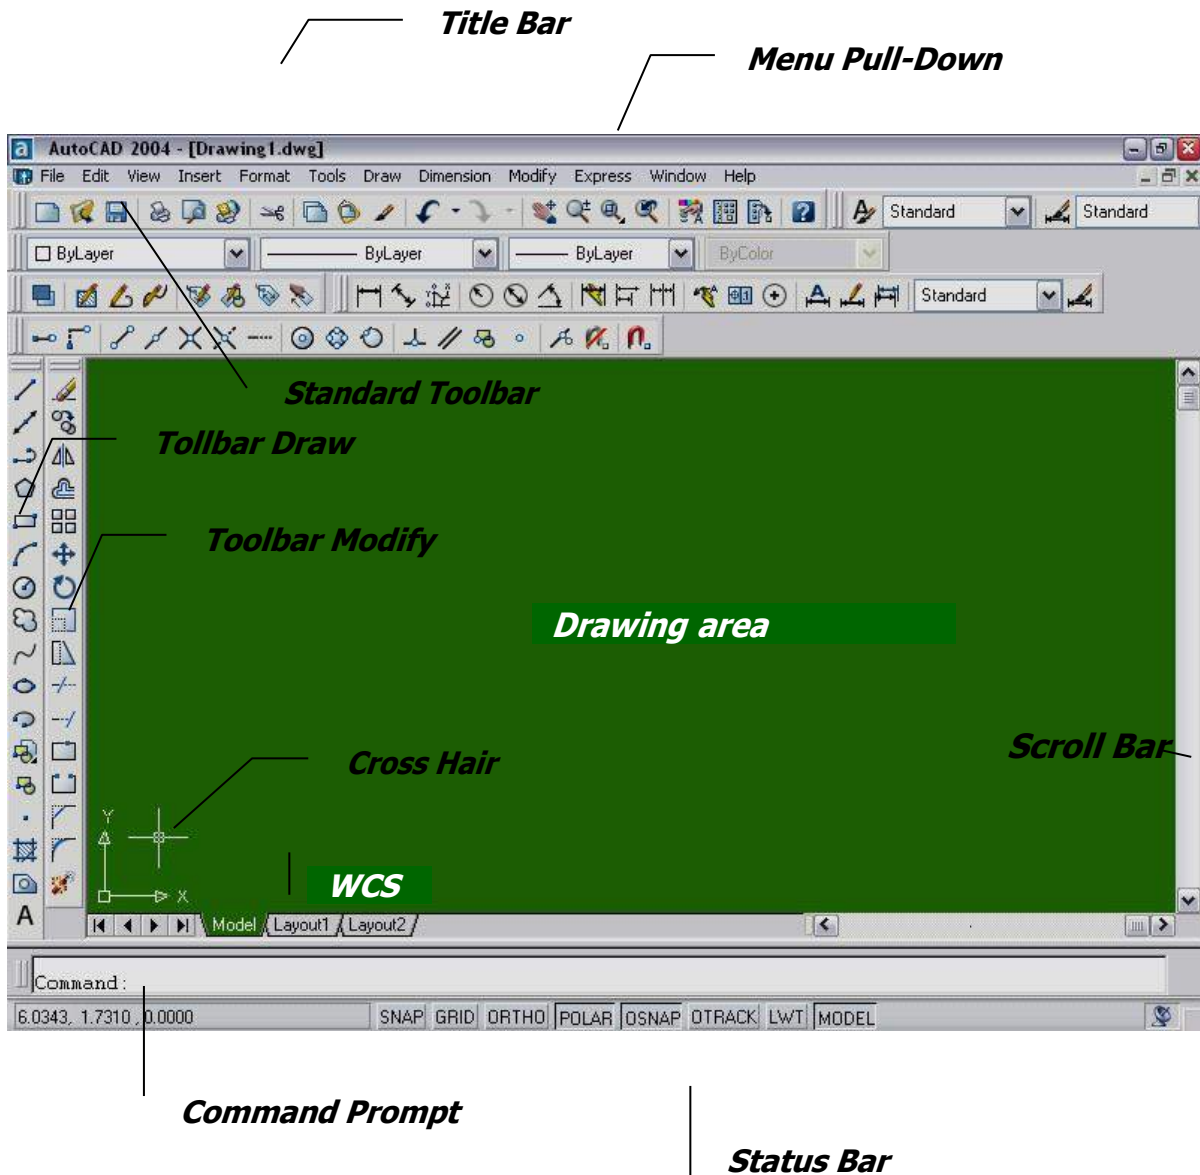 Title Bar
Menu Pull-Down
AutoCAD 2004 - [Drawing1.dwg]
File Edit View Insert Format Tools Draw Dimension Modify Express Window Help
Standard Standard
ByLayer ByLayer ByLayer ByColor
Standard
Standard Toolbar
Tollbar Draw
Toolbar Modify
Drawing area
Scroll Bar
Cross Hair
Y
WCS
X
A
Model Layout1 Layout2
Command:
6.0343, 1.7310 , 0.0000 SNAP GRID ORTHO POLAR OSNAP OTRACK LWT MODEL
Command Prompt
Status Bar